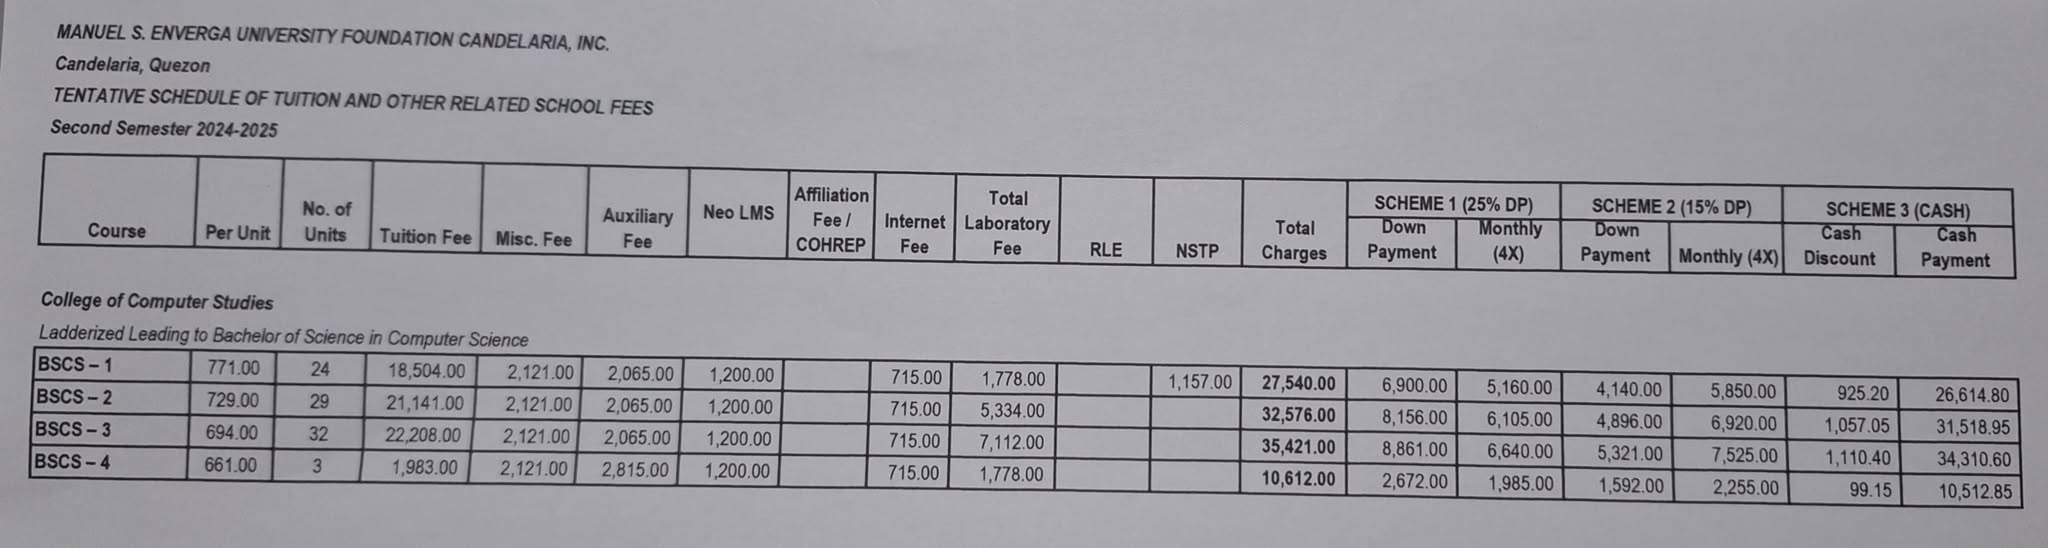 MANUEL S. ENVERGA UNIVERSITY FOUNDATION CANDELARIA, INC.
Candelaria, Quezon
TENTATIVE SCHEDULE OF TUITION AND OTHER RELATED SCHOOL FEES
Second Semester 2024-2025
Course Per Unit No. of Units Tuition Fee Misc. Fee Auxiliary Fee Neo LMS Affiliation Fee / COHREP Internet Fee Total Laboratory Fee RLE NSTP Total Charges SCHEME 1 (25% DP) SCHEME 2 (15% DP) SCHEME 3 (CASH)
Down Payment Monthly (4X) Down Payment Monthly (4X) Cash Discount Cash Payment
College of Computer Studies
Ladderized Leading to Bachelor of Science in Computer Science
BSCS – 1 771.00 24 18,504.00 2,121.00 2,065.00 1,200.00 715.00 1,778.00 1,157.00 27,540.00 6,900.00 5,160.00 4,140.00 5,850.00 925.20 26,614.80
BSCS – 2 729.00 29 21,141.00 2,121.00 2,065.00 1,200.00 715.00 5,334.00 32,576.00 8,156.00 6,105.00 4,896.00 6,920.00 1,057.05 31,518.95
BSCS – 3 694.00 32 22,208.00 2,121.00 2,065.00 1,200.00 715.00 7,112.00 35,421.00 8,861.00 6,640.00 5,321.00 7,525.00 1,110.40 34,310.60
BSCS – 4 661.00 3 1,983.00 2,121.00 2,815.00 1,200.00 715.00 1,778.00 10,612.00 2,672.00 1,985.00 1,592.00 2,255.00 99.15 10,512.85